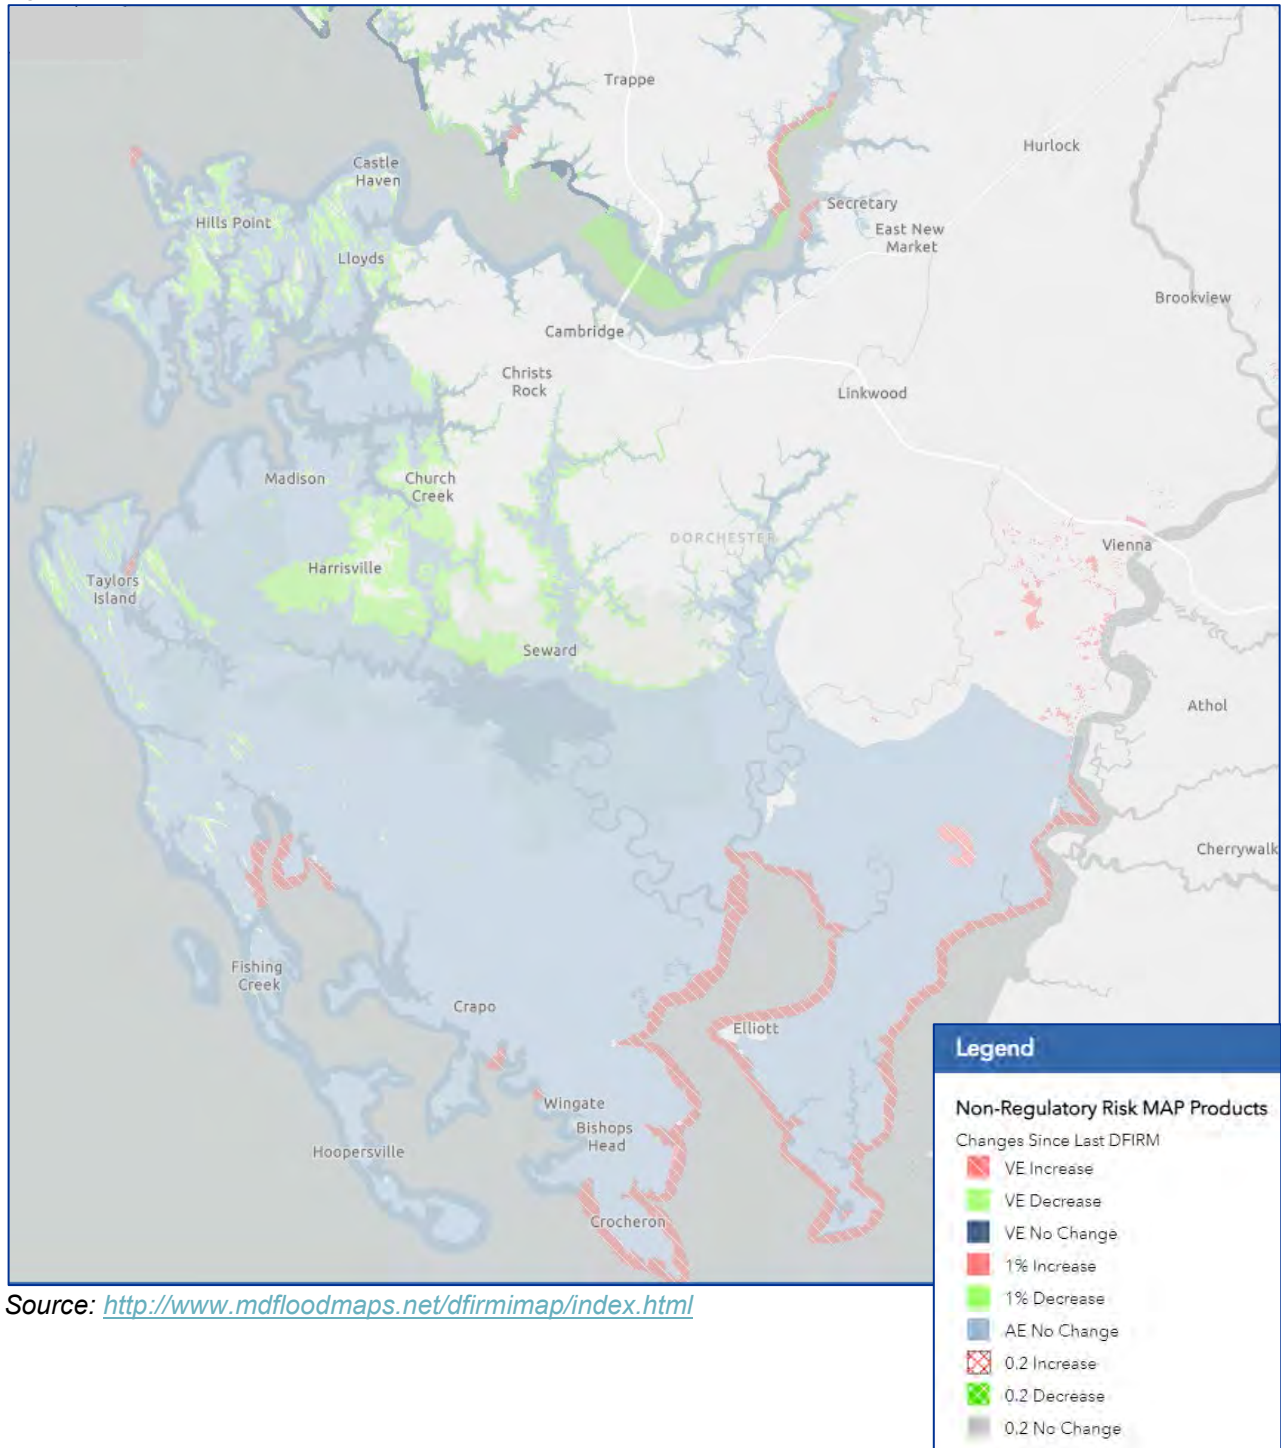 Trappe
Hurlock
Castle
Haven
Hills Point
Secretary
East New
Market
Lloyds
Brookview
Cambridge
Christs
Rock
Linkwood
Madison
Church
Creek
DORCHESTER
Vienna
Harrisville
Taylors
Island
Seward
Athol
Cherrywalk
Fishing
Creek
Crapo
Elliott
Wingate
Bishops
Head
Hoopersville
Crocheron
Legend
Non-Regulatory Risk MAP Products
Changes Since Last DFIRM
VE Increase
VE Decrease
VE No Change
1% Increase
1% Decrease
AE No Change
0.2 Increase
0.2 Decrease
0.2 No Change
Source: http://www.mdfloodmaps.net/dfirmimap/index.html